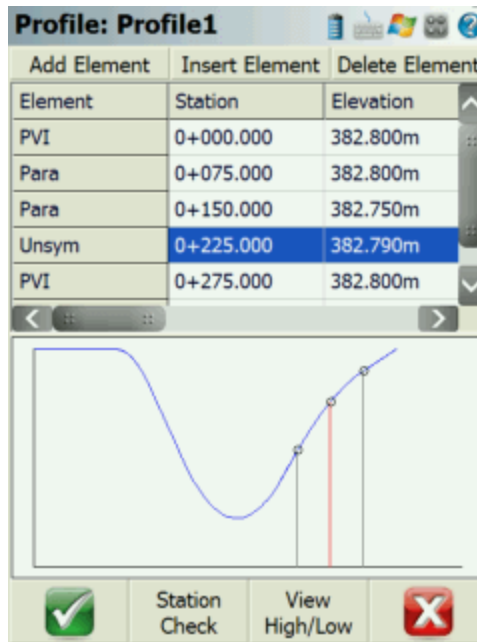 Profile: Profile1
Add Element Insert Element Delete Element
Element Station Elevation
PVI 0+000.000 382.800m
Para 0+075.000 382.800m
Para 0+150.000 382.750m
Unsym 0+225.000 382.790m
PVI 0+275.000 382.800m
Station Check
View High/Low